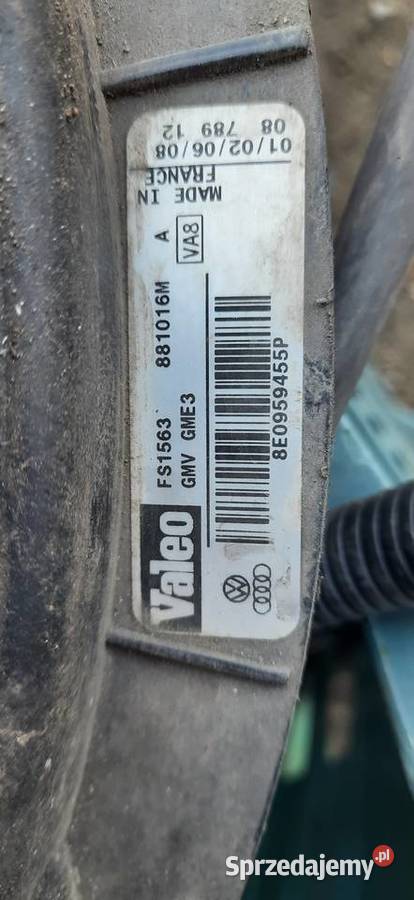 Valeo
FS1563 881016M A
GMV GME3 VA8
8E0959455P
MADE IN
FRANCE
01/02/06/08
08 789 12
Sprzedajemy.pl